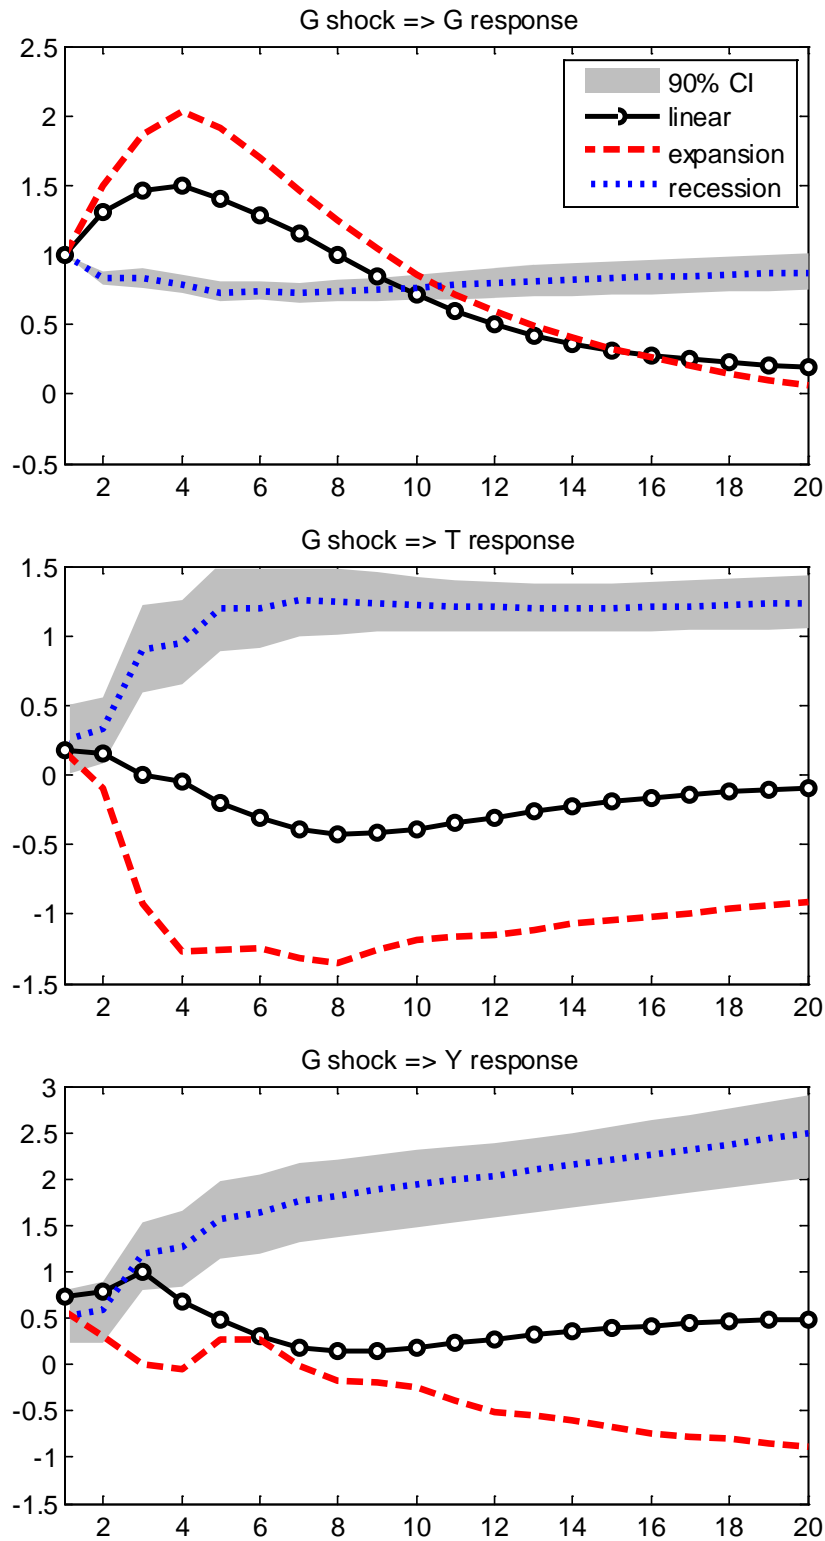 G shock => G response
2.5
2
1.5
1
0.5
0
-0.5
90% CI
linear
expansion
recession
2 4 6 8 10 12 14 16 18 20
G shock => T response
1.5
1
0.5
0
-0.5
-1
-1.5
2 4 6 8 10 12 14 16 18 20
G shock => Y response
3
2.5
2
1.5
1
0.5
0
-0.5
-1
-1.5
2 4 6 8 10 12 14 16 18 20